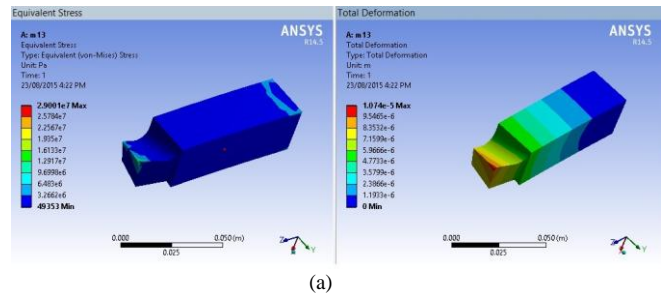 Equivalent Stress
A: m13
Equivalent Stress
Type: Equivalent (von-Mises) Stress
Unit: Pa
Time: 1
23/08/2015 4:22 PM
ANSYS
R14.5
2.9001e7 Max
2.5784e7
2.2567e7
1.935e7
1.6133e7
1.2917e7
9.6998e6
6.483e6
3.2662e6
49353 Min
0.000
0.050 (m)
0.025
Z
Y
Total Deformation
A: m13
Total Deformation
Type: Total Deformation
Unit: m
Time: 1
23/08/2015 4:22 PM
ANSYS
R14.5
1.074e-5 Max
9.5465e-6
8.3532e-6
7.1599e-6
5.9666e-6
4.7733e-6
3.5799e-6
2.3866e-6
1.1933e-6
0 Min
0.000
0.050 (m)
0.025
Z
Y
(a)